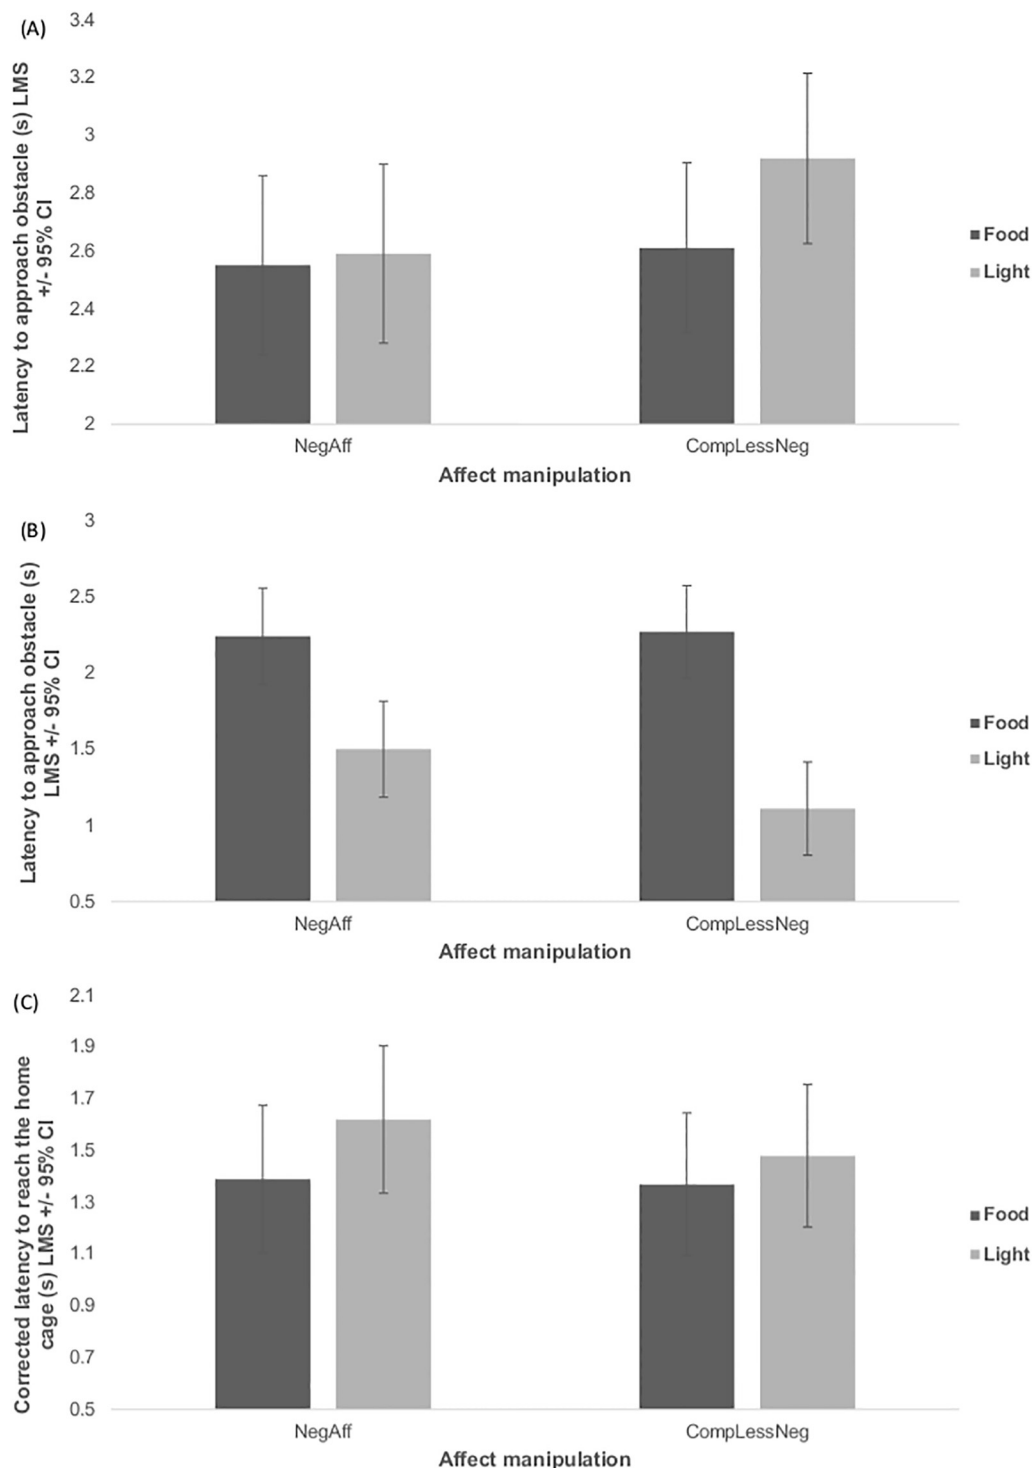 (A)
Latency to approach obstacle (s) LMS
+/- 95% CI
3.4
3.2
3
2.8
2.6
2.4
2.2
2
NegAff
CompLessNeg
Affect manipulation
Food
Light
(B)
Latency to approach obstacle (s)
LMS +/- 95% CI
3
2.5
2
1.5
1
0.5
NegAff
CompLessNeg
Affect manipulation
Food
Light
(C)
Corrected latency to reach the home
cage (s) LMS +/- 95% CI
2.1
1.9
1.7
1.5
1.3
1.1
0.9
0.7
0.5
NegAff
CompLessNeg
Affect manipulation
Food
Light